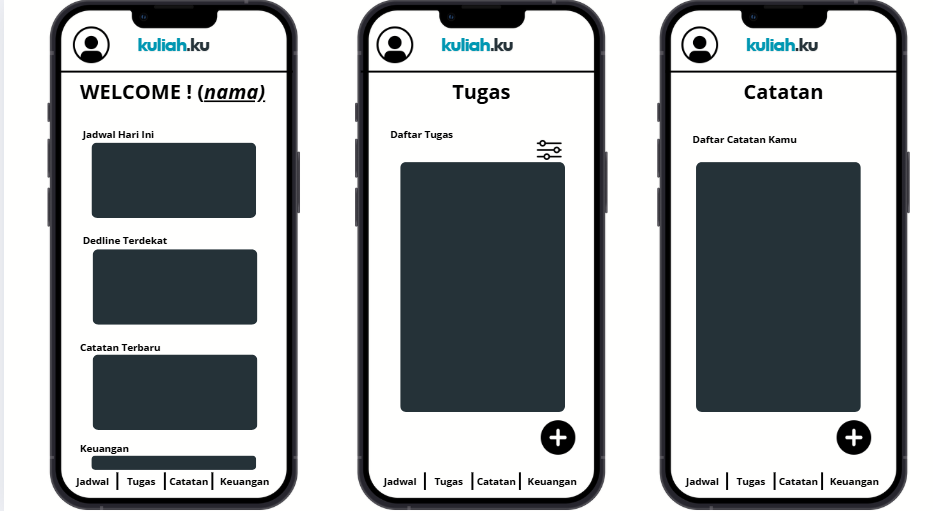 kuliah.ku
WELCOME ! (nama)
Jadwal Hari Ini
Dedline Terdekat
Catatan Terbaru
Keuangan
Jadwal Tugas Catatan Keuangan
kuliah.ku
Tugas
Daftar Tugas
Jadwal Tugas Catatan Keuangan
kuliah.ku
Catatan
Daftar Catatan Kamu
Jadwal Tugas Catatan Keuangan